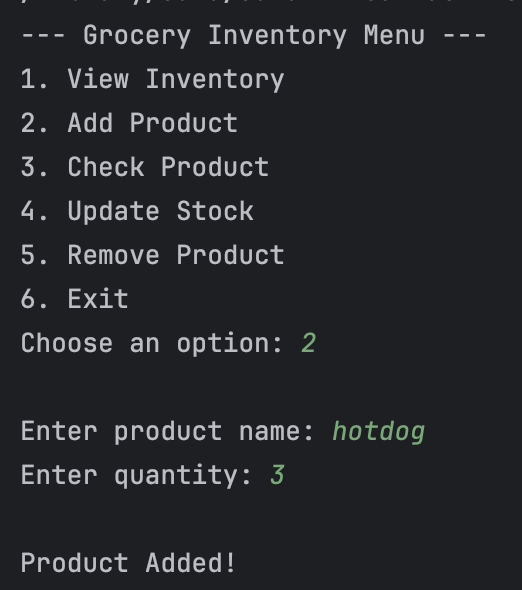 --- Grocery Inventory Menu ---
1. View Inventory
2. Add Product
3. Check Product
4. Update Stock
5. Remove Product
6. Exit
Choose an option: 2
Enter product name: hotdog
Enter quantity: 3
Product Added!